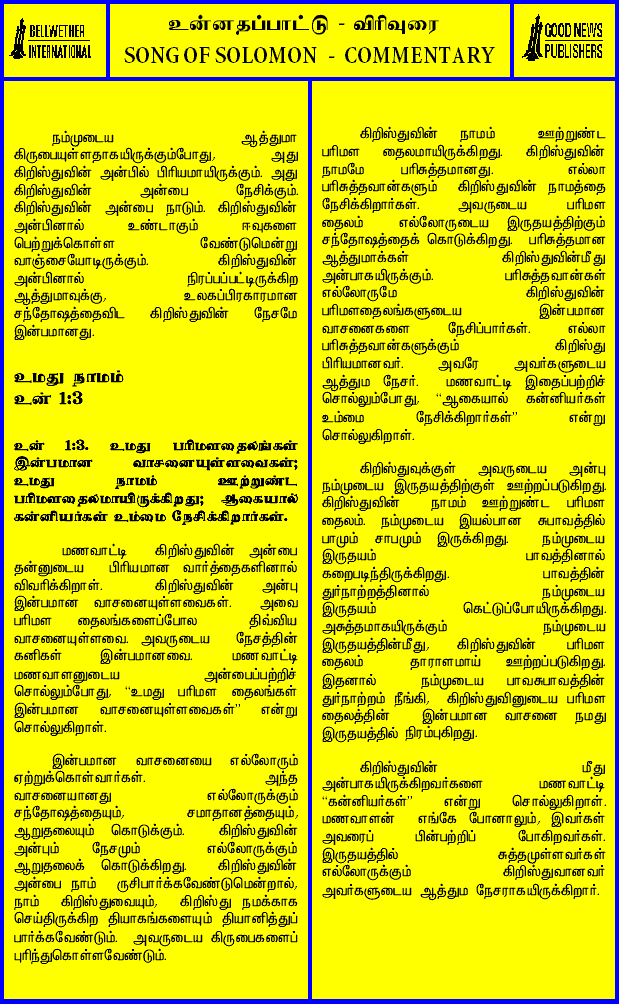 BELLWETHER
INTERNATIONAL
உன்னதப்பாட்டு - விரிவுரை
SONG OF SOLOMON - COMMENTARY
GOOD NEWS
PUBLISHERS
நம்முடைய ஆத்துமா
கிருபையுள்ளதாகயிருக்கும்போது, அது
கிறிஸ்துவின் அன்பில் பிரியமாயிருக்கும். அது
கிறிஸ்துவின் அன்பை நேசிக்கும்.
கிறிஸ்துவின் அன்பை நாடும். கிறிஸ்துவின்
அன்பினால் உண்டாகும் ஈவுகளை
பெற்றுக்கொள்ள வேண்டுமென்று
வாஞ்சையோடிருக்கும். கிறிஸ்துவின்
அன்பினால் நிரப்பப்பட்டிருக்கிற
ஆத்துமாவுக்கு, உலகப்பிரகாரமான
சந்தோஷத்தைவிட கிறிஸ்துவின் நேசமே
இன்பமானது.
உமது நாமம்
உன் 1:3
உன் 1:3. உமது பரிமளதைலங்கள்
இன்பமான வாசனையுள்ளவைகள்;
உமது நாமம் ஊற்றுண்ட
பரிமளதைலமாயிருக்கிறது; ஆகையால்
கன்னியர்கள் உம்மை நேசிக்கிறார்கள்.
மணவாட்டி கிறிஸ்துவின் அன்பை
தன்னுடைய பிரியமான வார்த்தைகளினால்
விவரிக்கிறாள். கிறிஸ்துவின் அன்பு
இன்பமான வாசனையுள்ளவைகள். அவை
பரிமள தைலங்களைப்போல திவ்விய
வாசனையுள்ளவை. அவருடைய நேசத்தின்
கனிகள் இன்பமானவை. மணவாட்டி
மணவாளனுடைய அன்பைப்பற்றிச்
சொல்லும்போது, “உமது பரிமள தைலங்கள்
இன்பமான வாசனையுள்ளவைகள்” என்று
சொல்லுகிறாள்.
இன்பமான வாசனையை எல்லோரும்
ஏற்றுக்கொள்வார்கள். அந்த
வாசனையானது எல்லோருக்கும்
சந்தோஷத்தையும், சமாதானத்தையும்,
ஆறுதலையும் கொடுக்கும். கிறிஸ்துவின்
அன்பும் நேசமும் எல்லோருக்கும்
ஆறுதலைக் கொடுக்கிறது. கிறிஸ்துவின்
அன்பை நாம் ருசிபார்க்கவேண்டுமென்றால்,
நாம் கிறிஸ்துவையும், கிறிஸ்து நமக்காக
செய்திருக்கிற தியாகங்களையும் தியானித்துப்
பார்க்கவேண்டும். அவருடைய கிருபைகளைப்
புரிந்துகொள்ளவேண்டும்.
கிறிஸ்துவின் நாமம் ஊற்றுண்ட
பரிமள தைலமாயிருக்கிறது. கிறிஸ்துவின்
நாமமே பரிசுத்தமானது. எல்லா
பரிசுத்தவான்களும் கிறிஸ்துவின் நாமத்தை
நேசிக்கிறார்கள். அவருடைய பரிமள
தைலம் எல்லோருடைய இருதயத்திற்கும்
சந்தோஷத்தைக் கொடுக்கிறது. பரிசுத்தமான
ஆத்துமாக்கள் கிறிஸ்துவின்மீது
அன்பாகயிருக்கும். பரிசுத்தவான்கள்
எல்லோருமே கிறிஸ்துவின்
பரிமளதைலங்களுடைய இன்பமான
வாசனைகளை நேசிப்பார்கள். எல்லா
பரிசுத்தவான்களுக்கும் கிறிஸ்து
பிரியமானவர். அவரே அவர்களுடைய
ஆத்தும நேசர். மணவாட்டி இதைப்பற்றிச்
சொல்லும்போது, “ஆகையால் கன்னியர்கள்
உம்மை நேசிக்கிறார்கள்” என்று
சொல்லுகிறாள்.
கிறிஸ்துவுக்குள் அவருடைய அன்பு
நம்முடைய இருதயத்திற்குள் ஊற்றப்படுகிறது.
கிறிஸ்துவின் நாமம் ஊற்றுண்ட பரிமள
தைலம். நம்முடைய இயல்பான சுபாவத்தில்
பாமும் சாபமும் இருக்கிறது. நம்முடைய
இருதயம் பாவத்தினால்
கறைபடிந்திருக்கிறது. பாவத்தின்
துர்நாற்றத்தினால் நம்முடைய
இருதயம் கெட்டுப்போயிருக்கிறது.
அசுத்தமாகயிருக்கும் நம்முடைய
இருதயத்தின்மீது, கிறிஸ்துவின் பரிமள
தைலம் தாராளமாய் ஊற்றப்படுகிறது.
இதனால் நம்முடைய பாவசுபாவத்தின்
துர்நாற்றம் நீங்கி, கிறிஸ்துவினுடைய பரிமள
தைலத்தின் இன்பமான வாசனை நமது
இருதயத்தில் நிரம்புகிறது.
கிறிஸ்துவின் மீது
அன்பாகயிருக்கிறவர்களை மணவாட்டி
“கன்னியர்கள்” என்று சொல்லுகிறாள்.
மணவாளன் எங்கே போனாலும், இவர்கள்
அவரைப் பின்பற்றிப் போகிறவர்கள்.
இருதயத்தில் சுத்தமுள்ளவர்கள்
எல்லோருக்கும் கிறிஸ்துவானவர்
அவர்களுடைய ஆத்தும நேசராகயிருக்கிறார்.